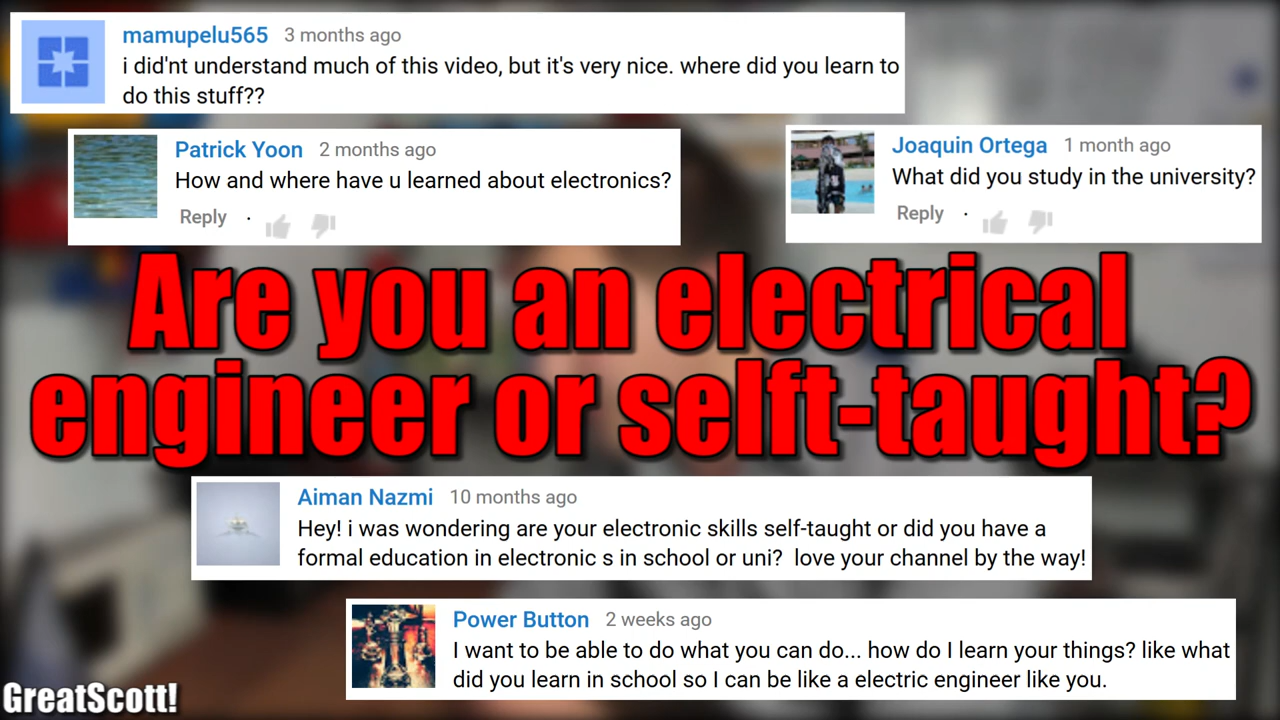 mamupelu565 3 months ago
i did'nt understand much of this video, but it's very nice. where did you learn to
do this stuff??
Patrick Yoon 2 months ago
How and where have u learned about electronics?
Reply ·
Joaquin Ortega 1 month ago
What did you study in the university?
Reply ·
Are you an electrical
engineer or selft-taught?
Aiman Nazmi 10 months ago
Hey! i was wondering are your electronic skills self-taught or did you have a
formal education in electronic s in school or uni?  love your channel by the way!
Power Button 2 weeks ago
I want to be able to do what you can do... how do I learn your things? like what
did you learn in school so I can be like a electric engineer like you.
GreatScott!